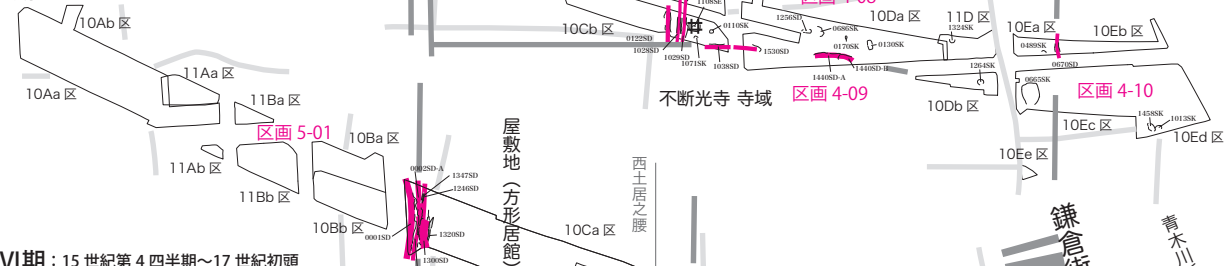 10Ab 区
10Aa 区
11Aa 区
11Ba 区
区画 5-01
10Ba 区
11Ab 区
11Bb 区
10Bb 区
屋敷地（方形居館）
0002SD-A
1347SD
1246SD
0001SD
1320SD
1300SD
10Ca 区
西土居之腰
10Cb 区
0122SD
1028SD
1029SD
1071SK
1038SD
1108SE
0110SK
1530SD
1256SD
0686SK
0170SK
0130SK
1440SD-A
1440SD-B
10Da 区
11D 区
1324SK
1264SK
10Db 区
不断光寺 寺域
区画 4-09
10Ea 区
10Eb 区
0489SK
0670SD
0665SK
区画 4-10
10Ec 区
1458SK
1013SK
10Ed 区
10Ee 区
鎌倉街
青木川
VI期：15 世紀第 4 四半期～17 世紀初頭